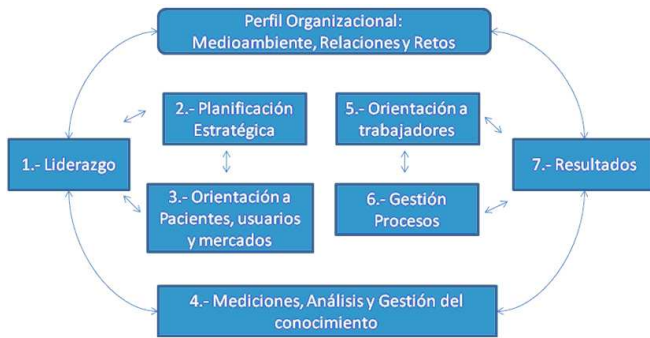 Perfil Organizacional:
Medioambiente, Relaciones y Retos
2.- Planificación
Estratégica
5.- Orientación a
trabajadores
1.- Liderazgo
7.- Resultados
3.- Orientación a
Pacientes, usuarios
y mercados
6.- Gestión
Procesos
4.- Mediciones, Análisis y Gestión del
conocimiento